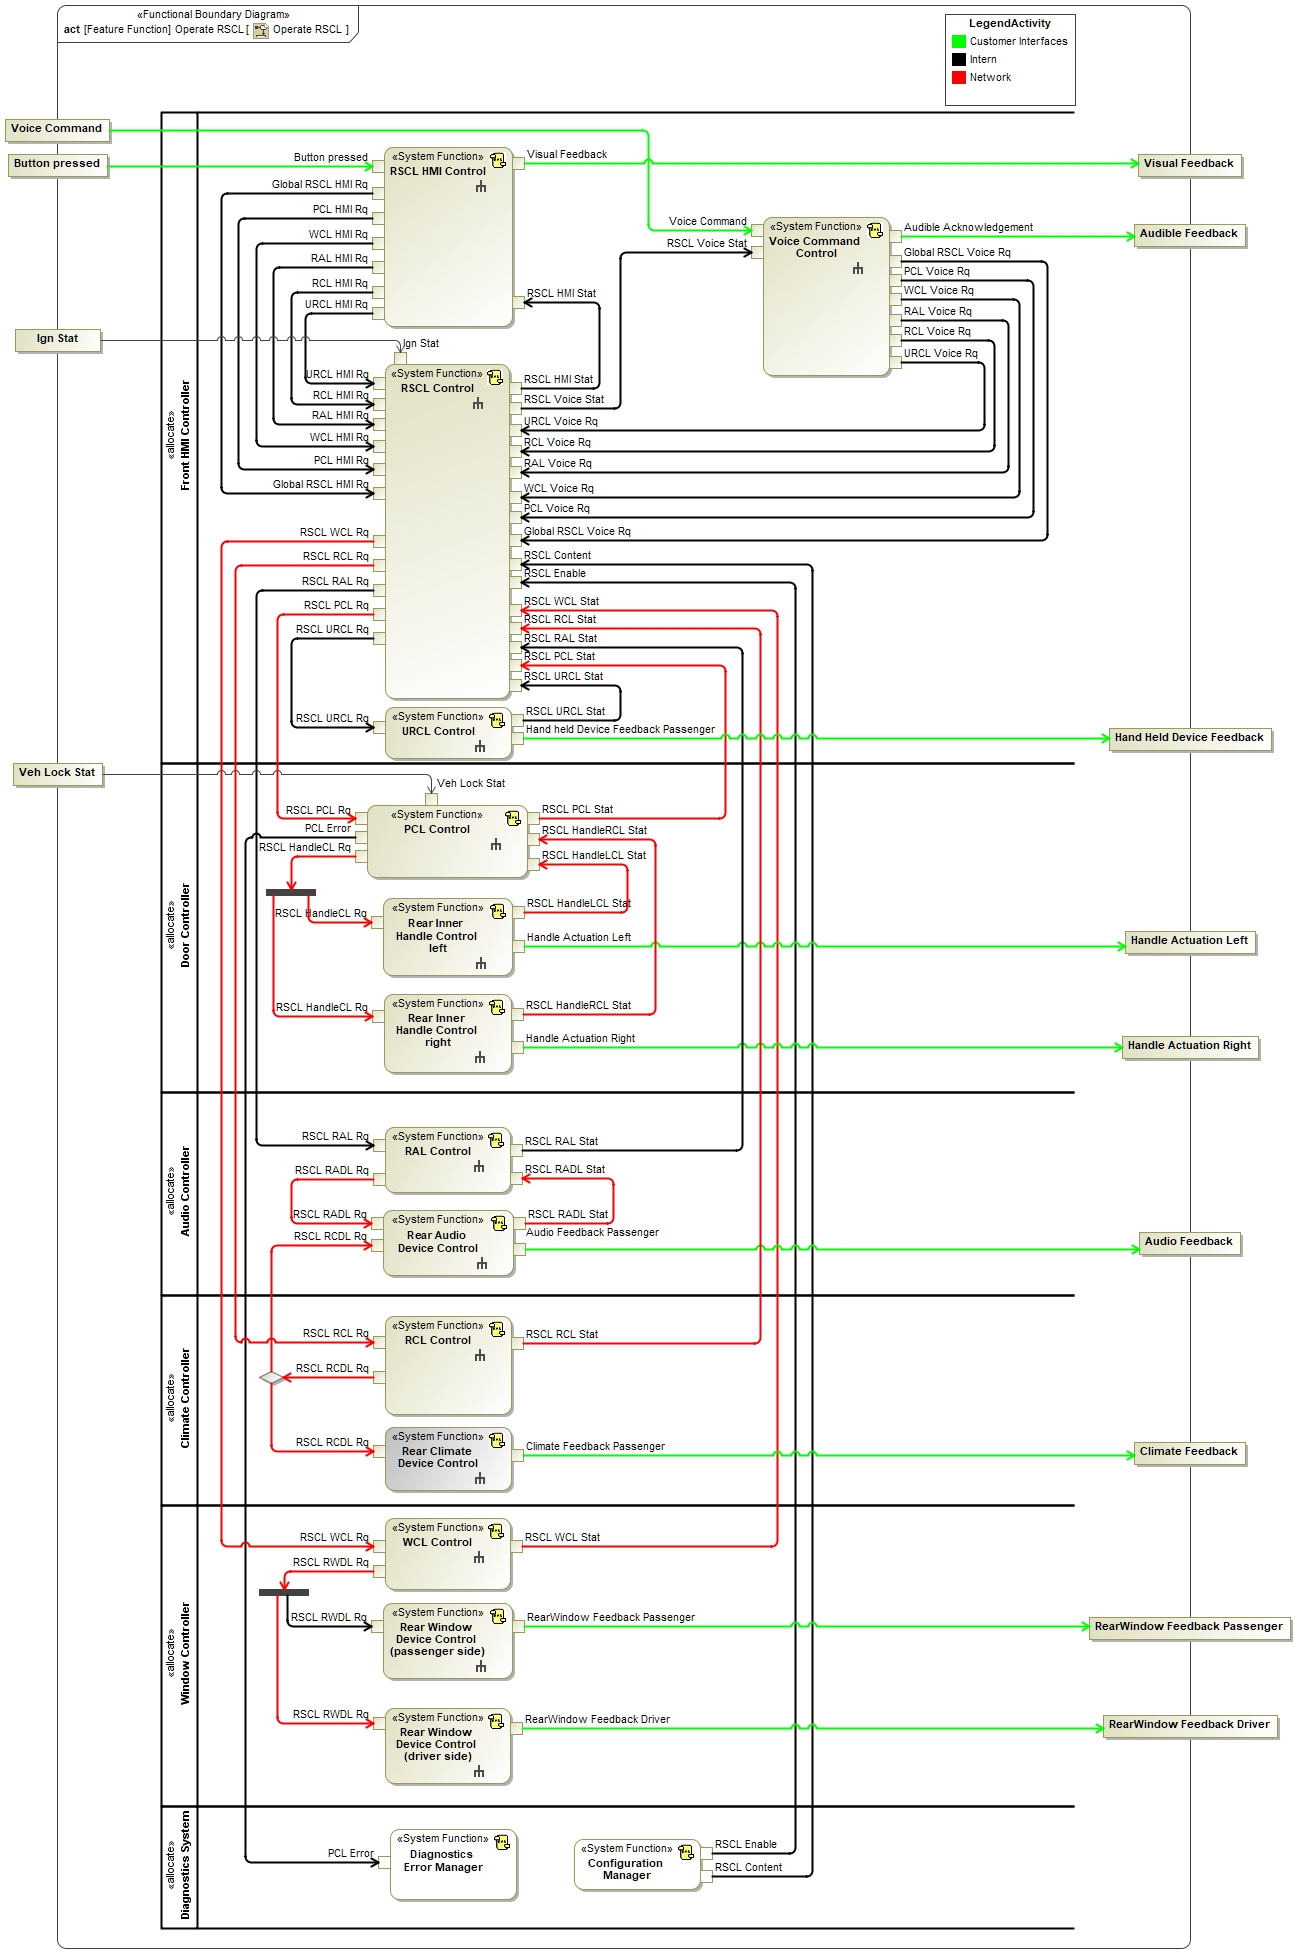 «Functional Boundary Diagram»
act [Feature Function] Operate RSCL [ Operate RSCL ]
LegendActivity
Customer Interfaces
Intern
Network
Voice Command
Button pressed
Ign Stat
Veh Lock Stat
«allocate»
Front HMI Controller
Button pressed
Global RSCL HMI Rq
PCL HMI Rq
WCL HMI Rq
RAL HMI Rq
RCL HMI Rq
URCL HMI Rq
«System Function»
RSCL HMI Control
Visual Feedback
RSCL HMI Stat
Visual Feedback
Voice Command
RSCL Voice Stat
«System Function»
Voice Command
Control
Audible Acknowledgement
Global RSCL Voice Rq
PCL Voice Rq
WCL Voice Rq
RAL Voice Rq
RCL Voice Rq
URCL Voice Rq
Audible Feedback
Ign Stat
URCL HMI Rq
RCL HMI Rq
RAL HMI Rq
WCL HMI Rq
PCL HMI Rq
Global RSCL HMI Rq
RSCL WCL Rq
RSCL RCL Rq
RSCL RAL Rq
RSCL PCL Rq
RSCL URCL Rq
«System Function»
RSCL Control
RSCL HMI Stat
RSCL Voice Stat
URCL Voice Rq
RCL Voice Rq
RAL Voice Rq
WCL Voice Rq
PCL Voice Rq
Global RSCL Voice Rq
RSCL Content
RSCL Enable
RSCL WCL Stat
RSCL RCL Stat
RSCL RAL Stat
RSCL PCL Stat
RSCL URCL Stat
RSCL URCL Rq
«System Function»
URCL Control
RSCL URCL Stat
Hand held Device Feedback Passenger
Hand Held Device Feedback
«allocate»
Door Controller
Veh Lock Stat
RSCL PCL Rq
PCL Error
RSCL HandleCL Rq
«System Function»
PCL Control
RSCL PCL Stat
RSCL HandleRCL Stat
RSCL HandleLCL Stat
RSCL HandleCL Rq
«System Function»
Rear Inner
Handle Control
left
RSCL HandleLCL Stat
Handle Actuation Left
Handle Actuation Left
RSCL HandleCL Rq
«System Function»
Rear Inner
Handle Control
right
RSCL HandleRCL Stat
Handle Actuation Right
Handle Actuation Right
«allocate»
Audio Controller
RSCL RAL Rq
RSCL RADL Rq
«System Function»
RAL Control
RSCL RAL Stat
RSCL RADL Stat
RSCL RADL Rq
RSCL RCDL Rq
«System Function»
Rear Audio
Device Control
RSCL RADL Stat
Audio Feedback Passenger
Audio Feedback
«allocate»
Climate Controller
RSCL RCL Rq
RSCL RCDL Rq
«System Function»
RCL Control
RSCL RCL Stat
RSCL RCDL Rq
«System Function»
Rear Climate
Device Control
Climate Feedback Passenger
Climate Feedback
«allocate»
Window Controller
RSCL WCL Rq
RSCL RWDL Rq
«System Function»
WCL Control
RSCL WCL Stat
RSCL RWDL Rq
«System Function»
Rear Window
Device Control
(passenger side)
RearWindow Feedback Passenger
RearWindow Feedback Passenger
RSCL RWDL Rq
«System Function»
Rear Window
Device Control
(driver side)
RearWindow Feedback Driver
RearWindow Feedback Driver
«allocate»
Diagnostics System
PCL Error
«System Function»
Diagnostics
Error Manager
«System Function»
Configuration
Manager
RSCL Enable
RSCL Content